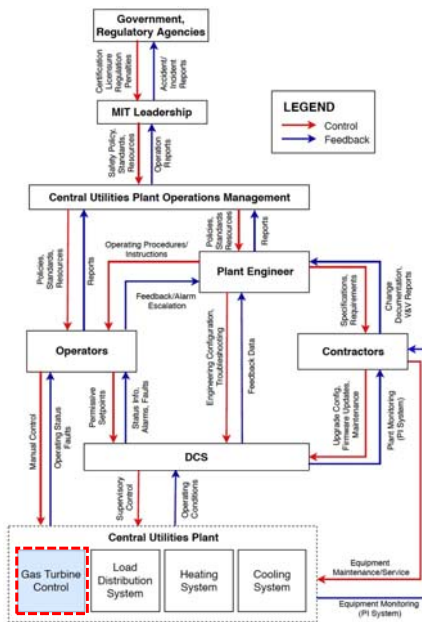 Government,
Regulatory Agencies
Certification
Licensure
Regulation
Penalties
Accident/
Incident
Reports
MIT Leadership
LEGEND
Control
Feedback
Safety Policy,
Standards,
Resources
Operation
Reports
Central Utilities Plant Operations Management
Policies,
Standards,
Resources
Reports
Policies,
Standards
Resources
Reports
Operating Procedures/
Instructions
Plant Engineer
Feedback/Alarm
Escalation
Specifications,
Requirements
Change
Documentation,
V&V Reports
Operators
Contractors
Engineering Configuration,
Troubleshooting
Feedback Data
Manual Control
Operating Status
Faults
Permissive
Setpoints
Status Info,
Alarms, Faults
Upgrade Config,
Firmware Updates,
Maintenance
Plant Monitoring
(PI System)
DCS
Supervisory
Control
Operating
Conditions
Central Utilities Plant
Gas Turbine
Control
Load
Distribution
System
Heating
System
Cooling
System
Equipment
Maintenance/Service
Equipment Monitoring
(PI System)